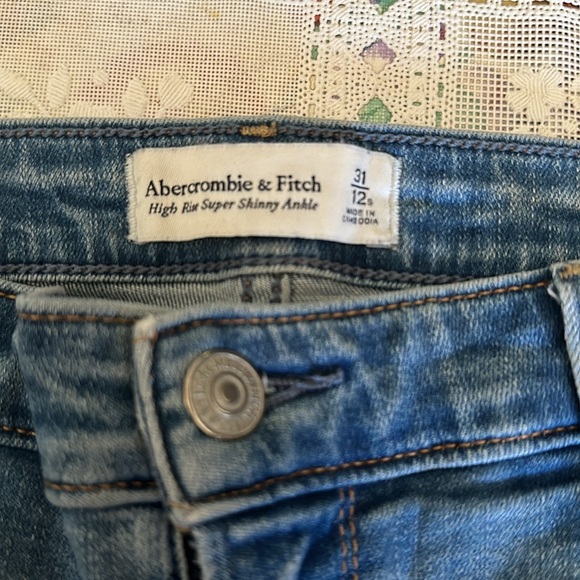 Abercrombie & Fitch
High Rise Super Skinny Ankle
31
12s
MADE IN
CAMBODIA